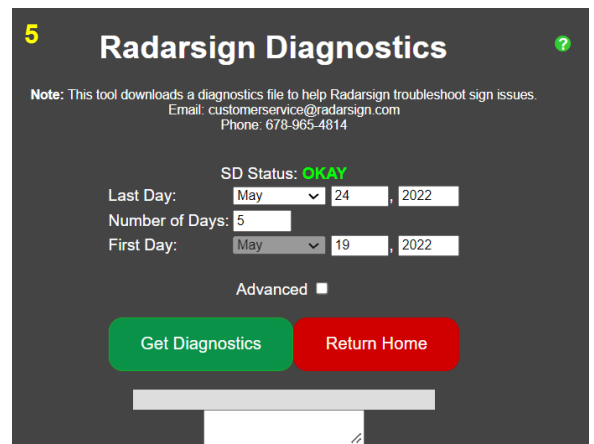 5
Radarsign Diagnostics
?
Note: This tool downloads a diagnostics file to help Radarsign troubleshoot sign issues.
Email: customerservice@radarsign.com
Phone: 678-965-4814
SD Status: OKAY
Last Day: May 24 , 2022
Number of Days: 5
First Day: May 19 , 2022
Advanced
Get Diagnostics Return Home